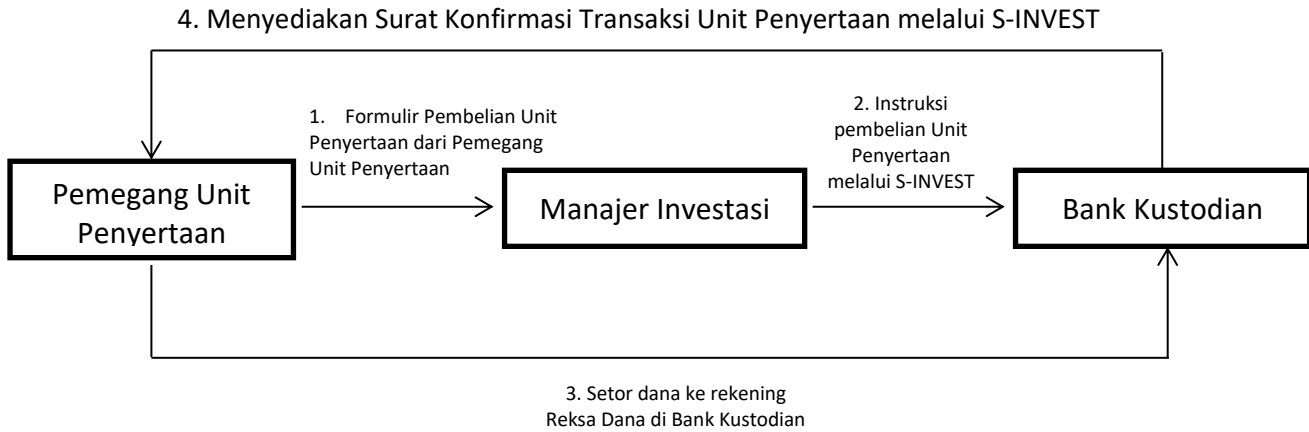 4. Menyediakan Surat Konfirmasi Transaksi Unit Penyertaan melalui S-INVEST
1. Formulir Pembelian Unit
Penyertaan dari Pemegang
Unit Penyertaan
2. Instruksi
pembelian Unit
Penyertaan
melalui S-INVEST
Pemegang Unit
Penyertaan
Manajer Investasi
Bank Kustodian
3. Setor dana ke rekening
Reksa Dana di Bank Kustodian